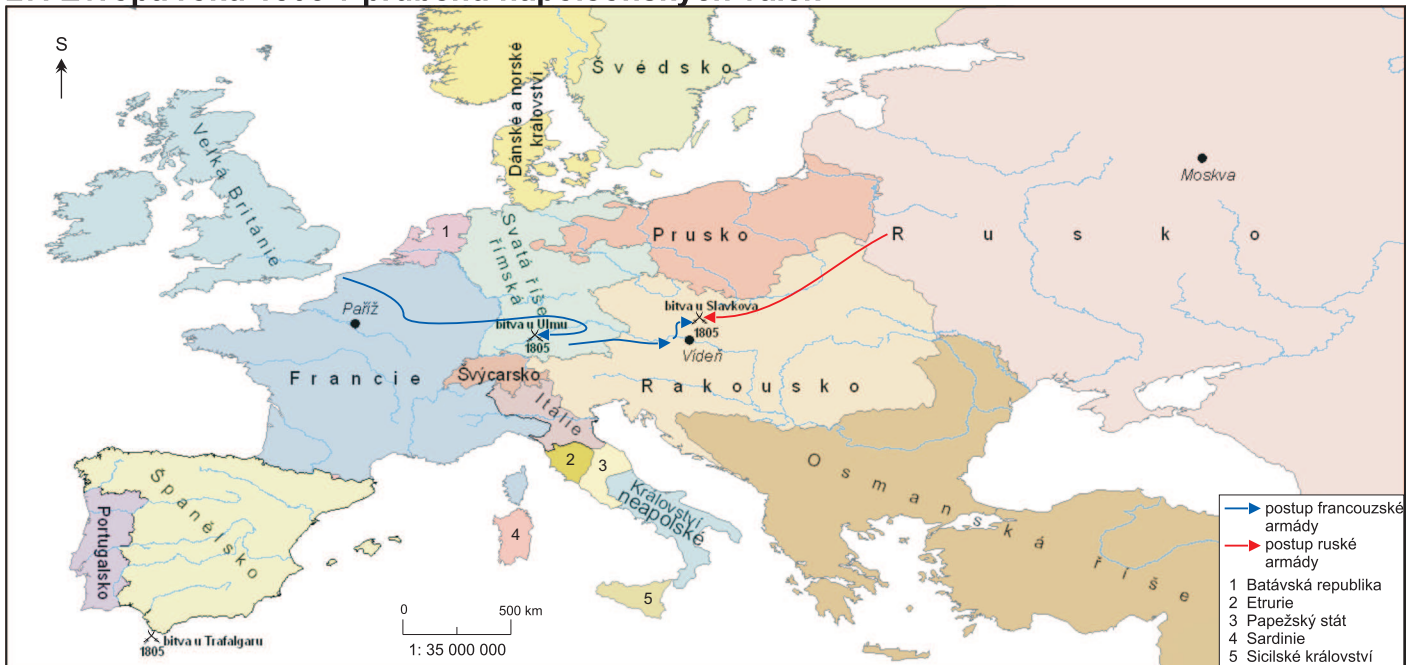 S
Velká Británie
Dánské a norské
království
Švédsko
Moskva
1
Svatá říše
římská
Prusko
Rusko
Paříž
bitva u Slavkova
1805
bitva u Ulmu
1805
Vídeň
Francie
Švýcarsko
Rakousko
Itálie
2
3
Španělsko
Portugalsko
Království
neapolské
4
Osmanská říše
5
bitva u Trafalgaru
1805
0 500 km
1: 35 000 000
postup francouzské
armády
postup ruské
armády
1 Batávská republika
2 Etrurie
3 Papežský stát
4 Sardinie
5 Sicilské království